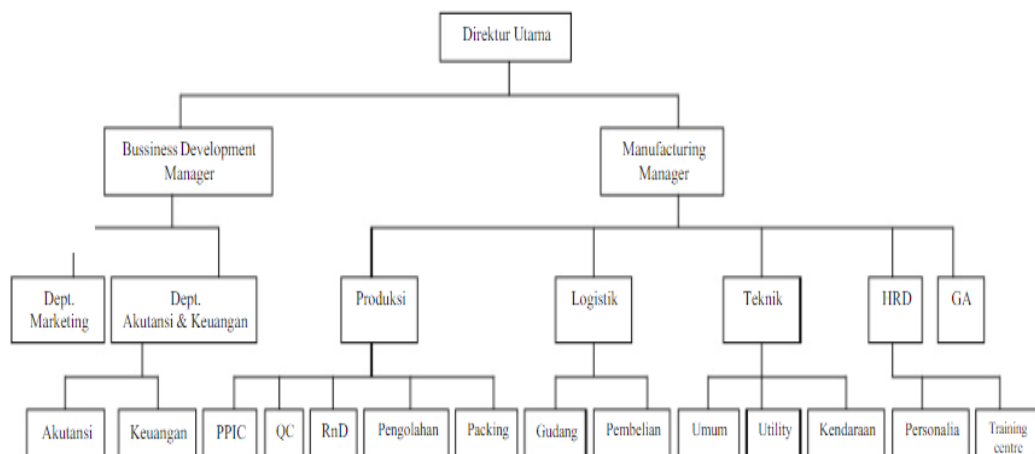 Direktur Utama
Bussiness Development
Manager
Manufacturing
Manager
Dept.
Marketing
Dept.
Akutansi & Keuangan
Produksi
Logistik
Teknik
HRD
GA
Akutansi
Keuangan
PPIC
QC
RnD
Pengolahan
Packing
Gudang
Pembelian
Umum
Utility
Kendaraan
Personalia
Training
centre